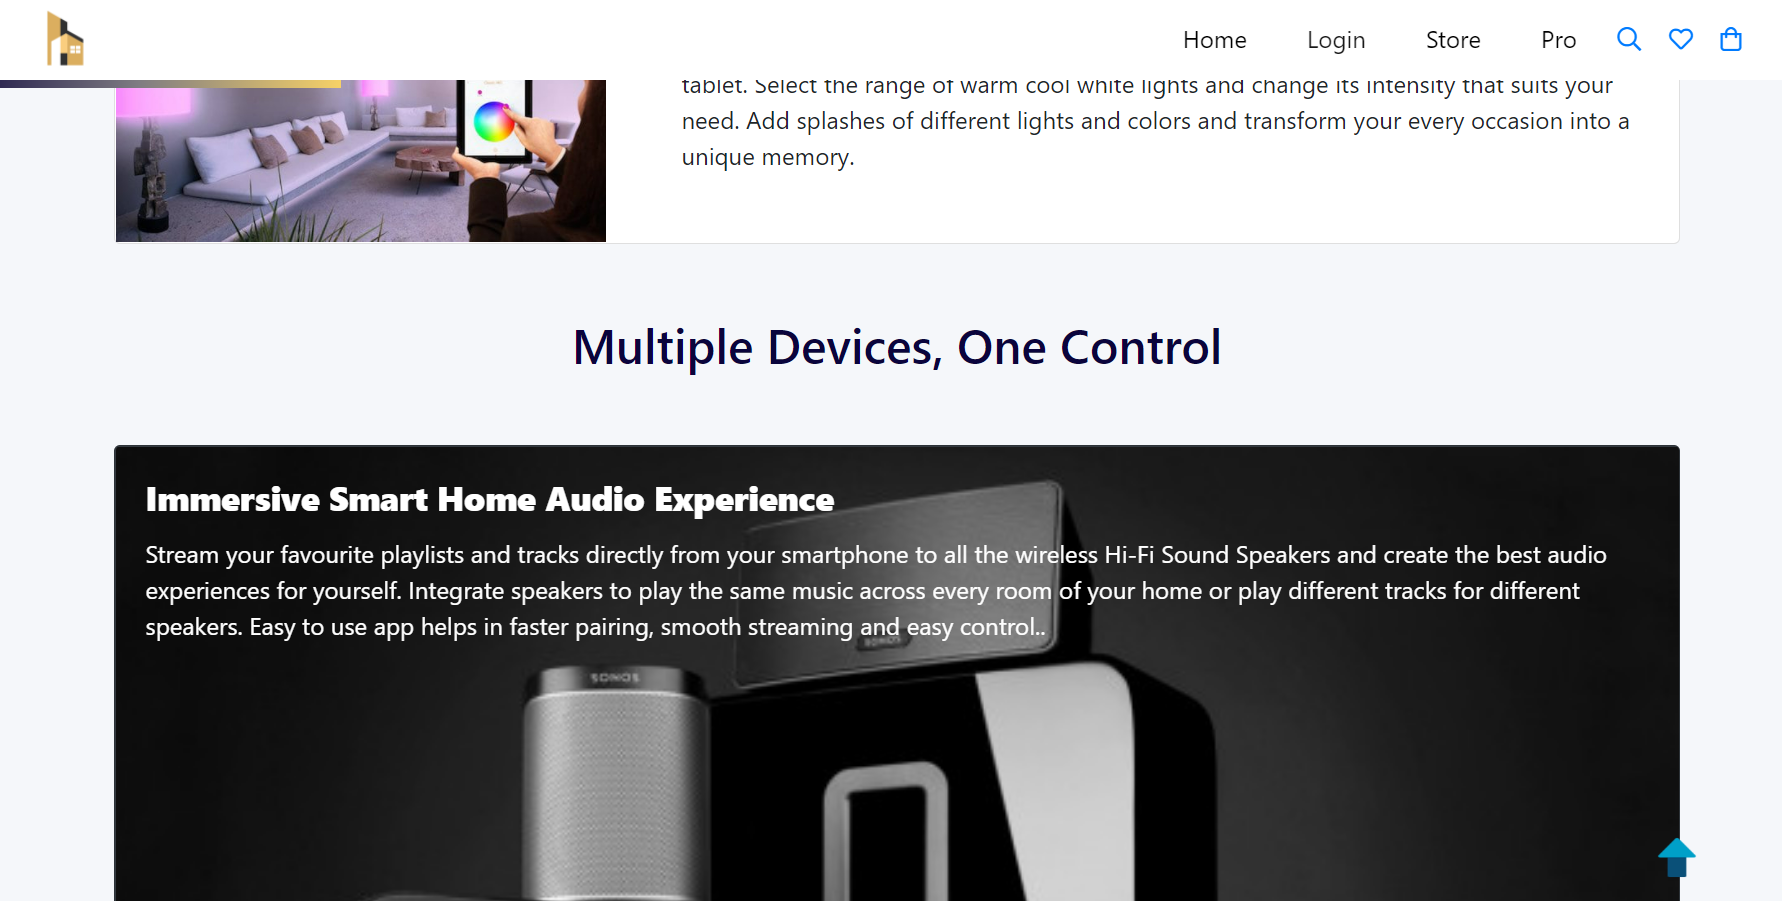 Home Login Store Pro
tablet. Select the range of warm cool white lights and change its intensity that suits your
need. Add splashes of different lights and colors and transform your every occasion into a
unique memory.
Multiple Devices, One Control
Immersive Smart Home Audio Experience
Stream your favourite playlists and tracks directly from your smartphone to all the wireless Hi-Fi Sound Speakers and create the best audio
experiences for yourself. Integrate speakers to play the same music across every room of your home or play different tracks for different
speakers. Easy to use app helps in faster pairing, smooth streaming and easy control..
SONOS
SONOS